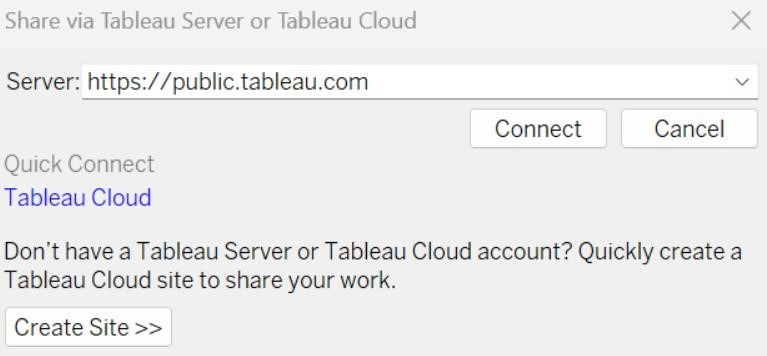 Share via Tableau Server or Tableau Cloud
Server: https://public.tableau.com
Connect Cancel
Quick Connect
Tableau Cloud
Don't have a Tableau Server or Tableau Cloud account? Quickly create a
Tableau Cloud site to share your work.
Create Site >>